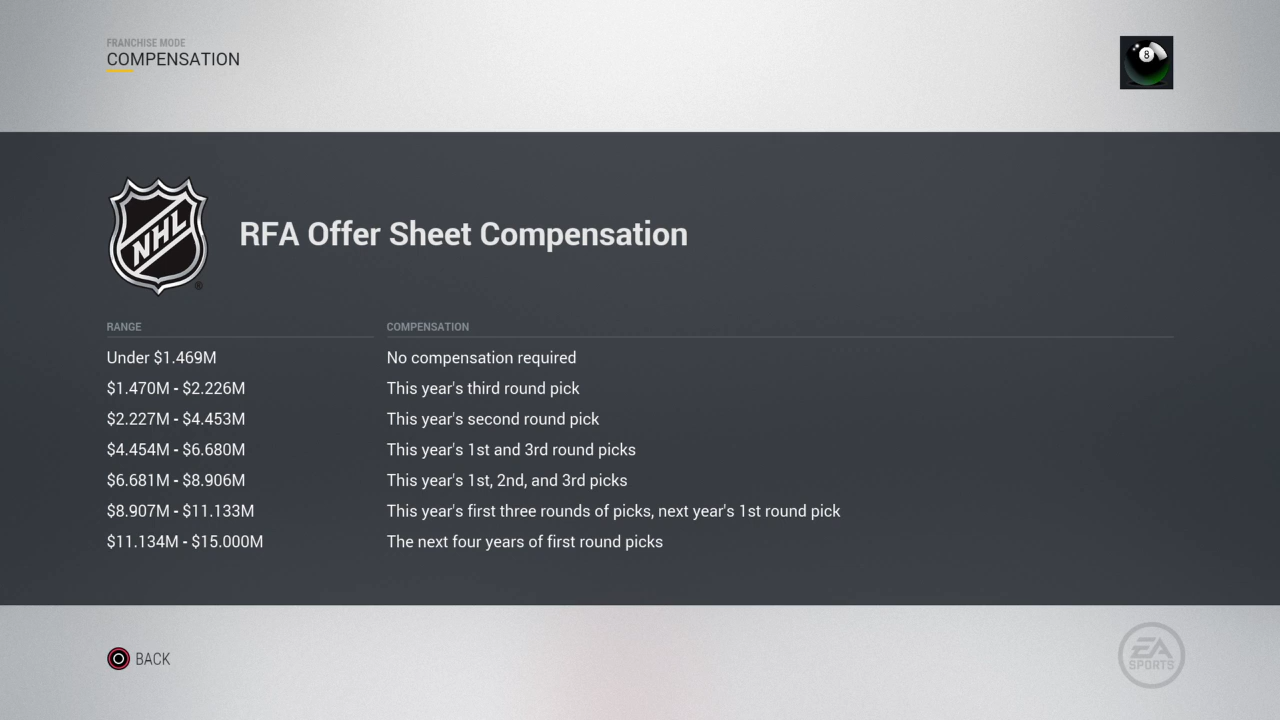 FRANCHISE MODE
COMPENSATION
8
NHL
®
RFA Offer Sheet Compensation
RANGE COMPENSATION
Under $1.469M No compensation required
$1.470M - $2.226M This year's third round pick
$2.227M - $4.453M This year's second round pick
$4.454M - $6.680M This year's 1st and 3rd round picks
$6.681M - $8.906M This year's 1st, 2nd, and 3rd picks
$8.907M - $11.133M This year's first three rounds of picks, next year's 1st round pick
$11.134M - $15.000M The next four years of first round picks
BACK
EA
SPORTS